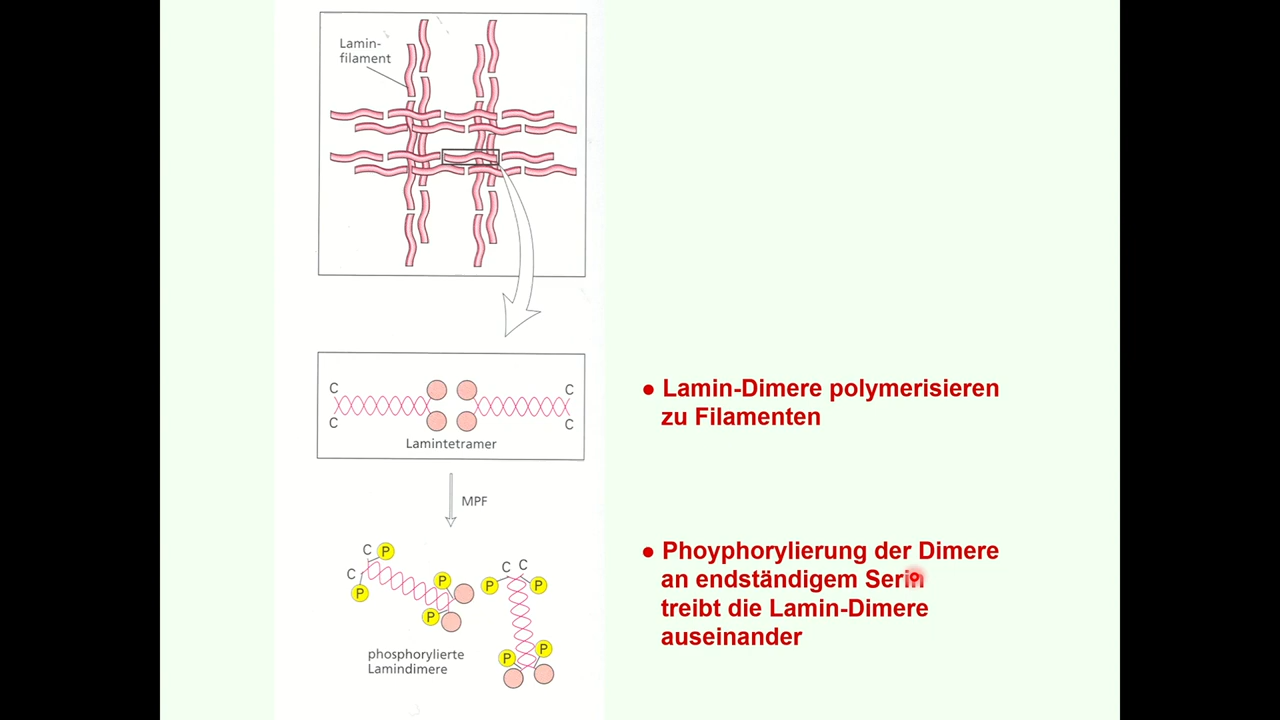 Lamin-
filament
C
C
C
C
Lamintetramer
MPF
C
P
C
P
P
P
C
C
P
P
P
P
phosphorylierte
Lamindimere
● Lamin-Dimere polymerisieren
zu Filamenten
● Phoyphorylierung der Dimere
an endständigem Serin
treibt die Lamin-Dimere
auseinander